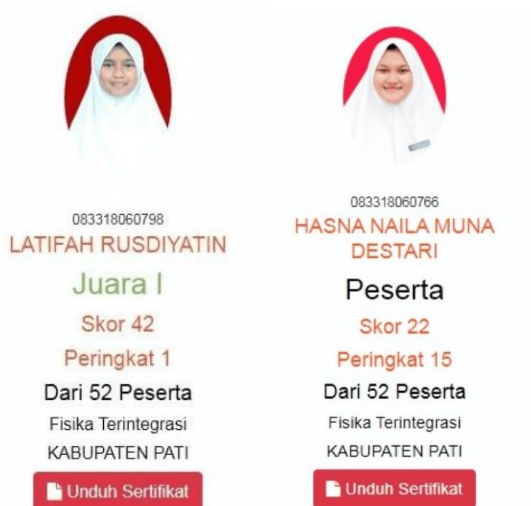 083318060798
LATIFAH RUSDIYATIN
Juara I
Skor 42
Peringkat 1
Dari 52 Peserta
Fisika Terintegrasi
KABUPATEN PATI
Unduh Sertifikat
083318060766
HASNA NAILA MUNA
DESTARI
Peserta
Skor 22
Peringkat 15
Dari 52 Peserta
Fisika Terintegrasi
KABUPATEN PATI
Unduh Sertifikat